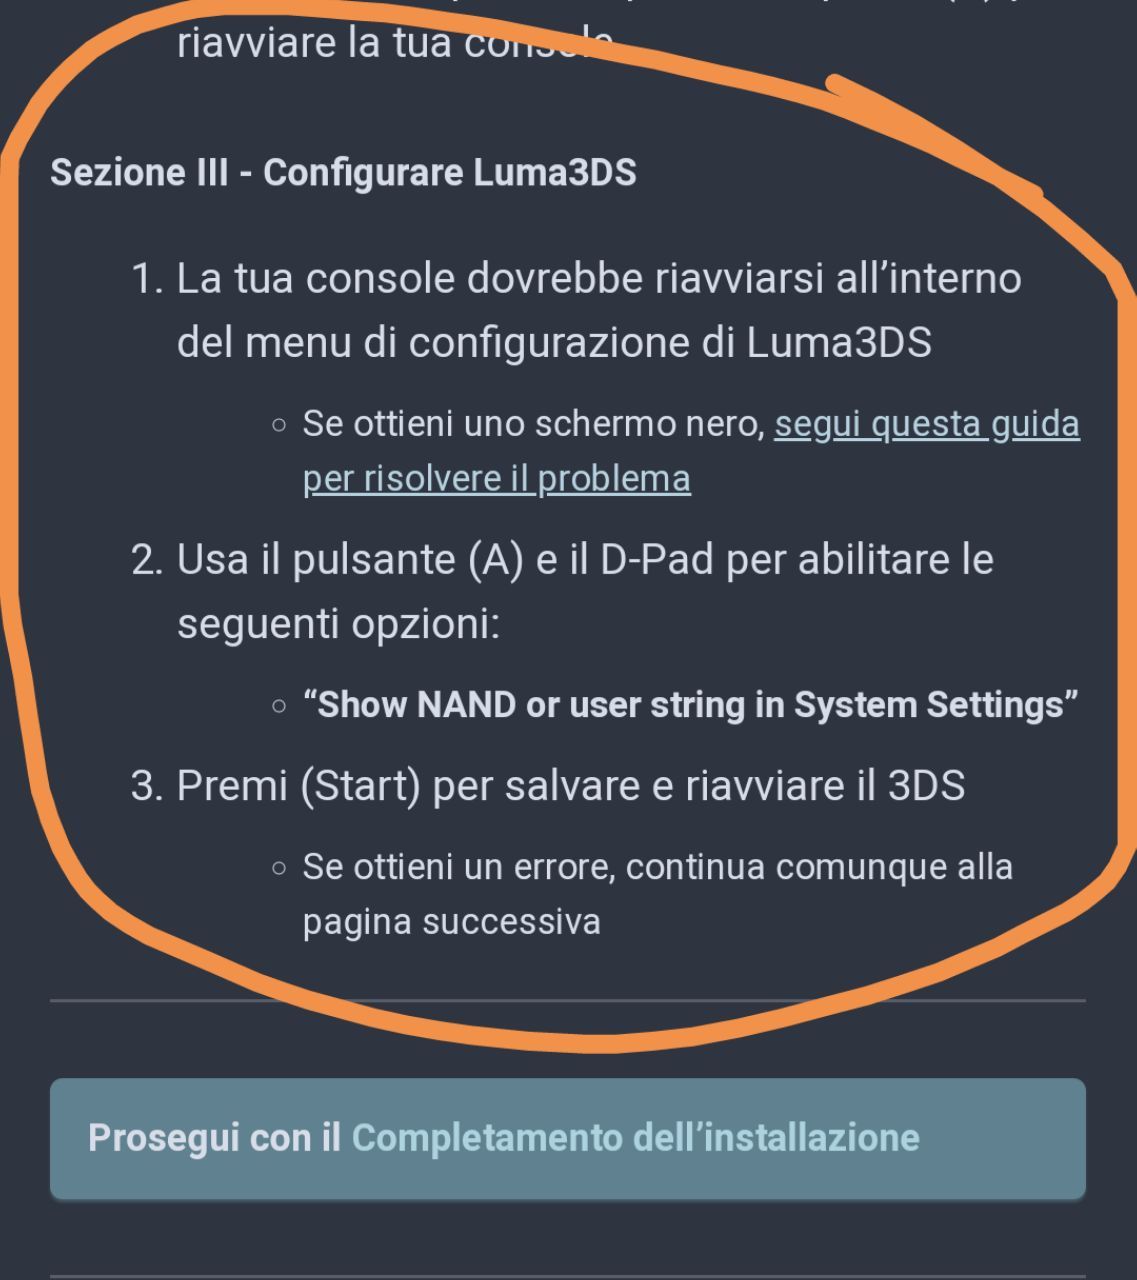 riavviare la tua console
Sezione III - Configurare Luma3DS
1. La tua console dovrebbe riavviarsi all’interno
del menu di configurazione di Luma3DS
○ Se ottieni uno schermo nero, segui questa guida
per risolvere il problema
2. Usa il pulsante (A) e il D-Pad per abilitare le
seguenti opzioni:
○ “Show NAND or user string in System Settings”
3. Premi (Start) per salvare e riavviare il 3DS
○ Se ottieni un errore, continua comunque alla
pagina successiva
Prosegui con il Completamento dell’installazione